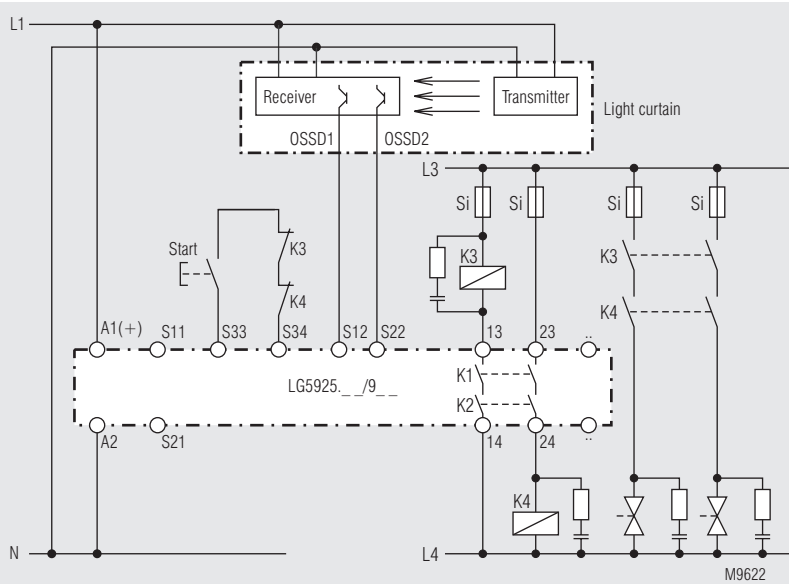 L1
Receiver
Transmitter
Light curtain
OSSD1 OSSD2
L3
Si Si Si Si
Start
K3 K3 K3
K4 K4
A1(+) S11 S33 S34 S12 S22 13 23 ..
LG5925._ _/9_ _
K1
K2
A2 S21 14 24 ..
K4
N L4
M9622